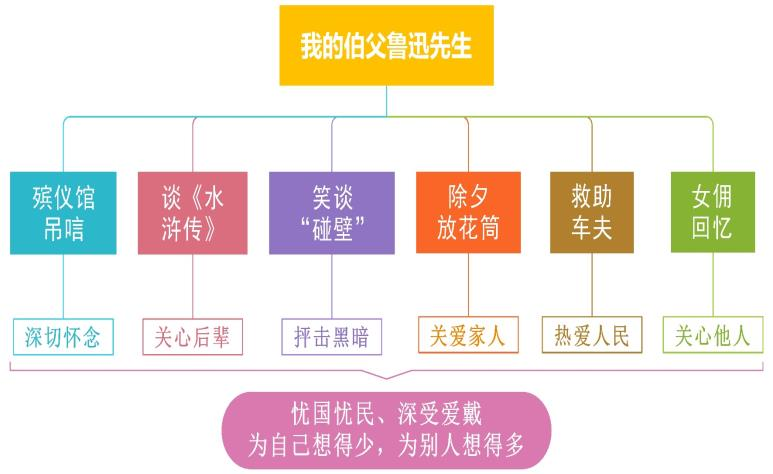 我的伯父鲁迅先生
殡仪馆
吊唁
谈《水
浒传》
笑谈
“碰壁”
除夕
放花筒
救助
车夫
女佣
回忆
深切怀念
关心后辈
抨击黑暗
关爱家人
热爱人民
关心他人
忧国忧民、深受爱戴
为自己想得少，为别人想得多